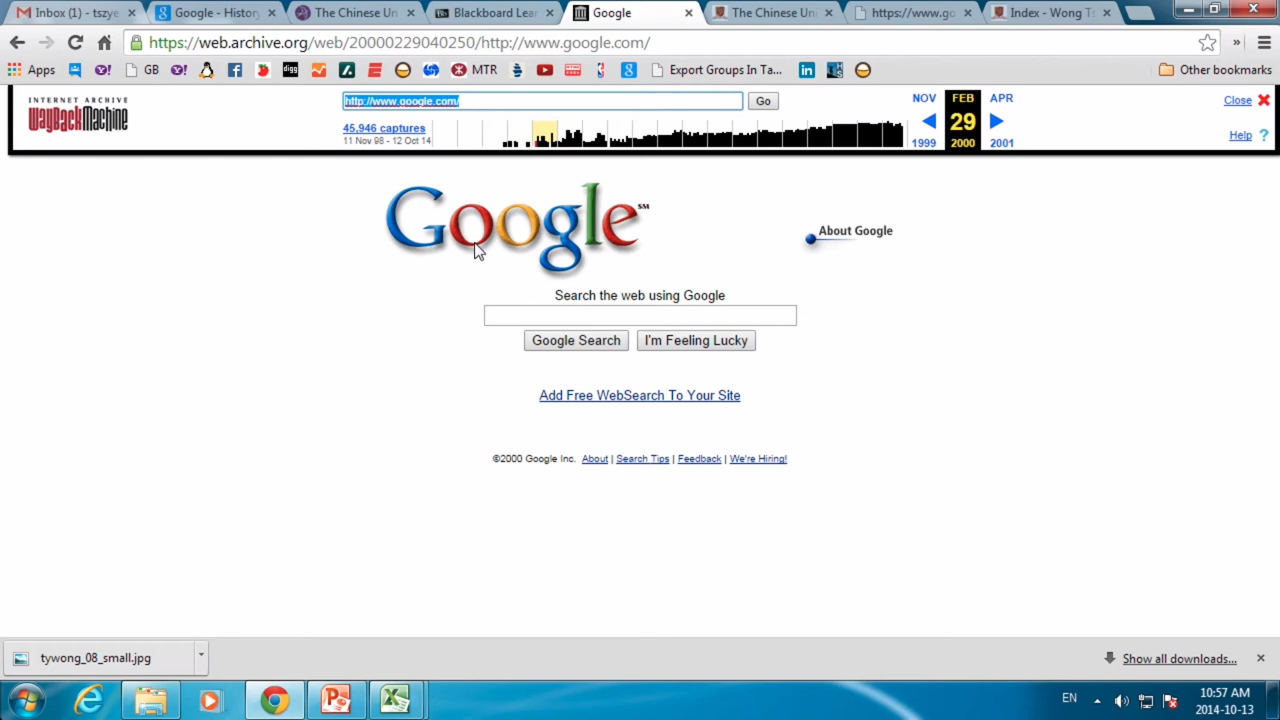 Inbox (1) - tszye
Google - History
The Chinese Un
Blackboard Lear
Google
The Chinese Uni
https://www.go
Index - Wong Ts
https://web.archive.org/web/20000229040250/http://www.google.com/
Apps
GB
digg
MTR
Export Groups In Ta...
in
Other bookmarks
INTERNET ARCHIVE
WayBackMachine
http://www.google.com/
Go
45,946 captures
11 Nov 98 - 12 Oct 14
NOV FEB APR
29
1999 2000 2001
Close
Help ?
Google SM
About Google
Search the web using Google
Google Search I'm Feeling Lucky
Add Free WebSearch To Your Site
©2000 Google Inc. About | Search Tips | Feedback | We're Hiring!
tywong_08_small.jpg
Show all downloads...
EN
10:57 AM
2014-10-13